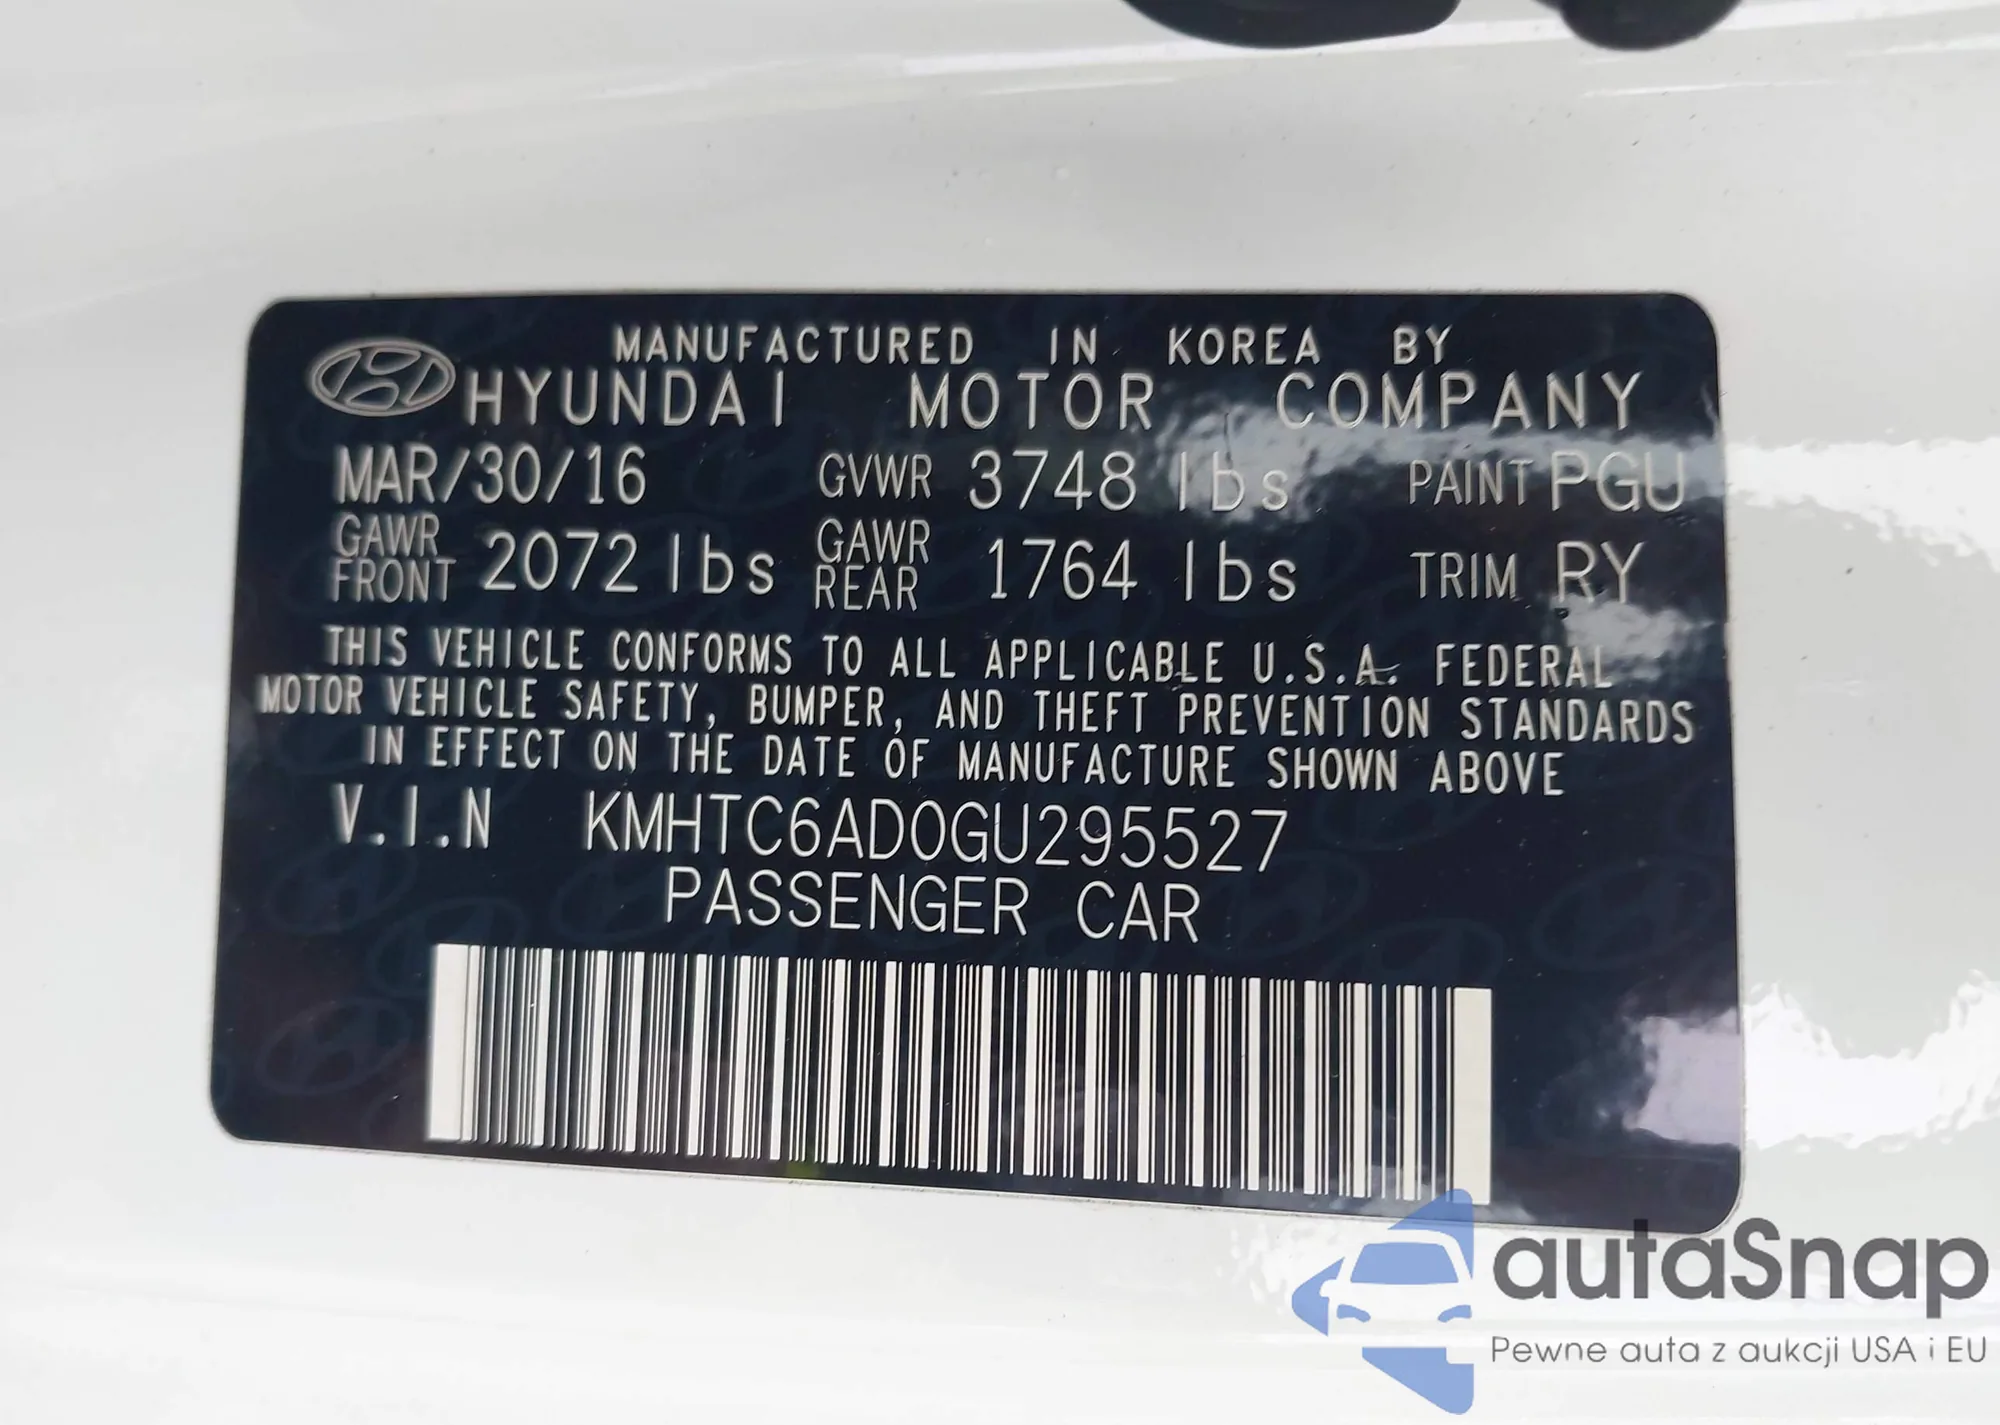 MANUFACTURED IN KOREA BY
HYUNDAI MOTOR COMPANY
MAR/30/16 GVWR 3748 lbs PAINT PGU
GAWR FRONT 2072 lbs GAWR REAR 1764 lbs TRIM RY
THIS VEHICLE CONFORMS TO ALL APPLICABLE U.S.A. FEDERAL
MOTOR VEHICLE SAFETY, BUMPER, AND THEFT PREVENTION STANDARDS
IN EFFECT ON THE DATE OF MANUFACTURE SHOWN ABOVE
V.I.N KMHTC6AD0GU295527
PASSENGER CAR
autaSnap
Pewne auta z aukcji USA i EU